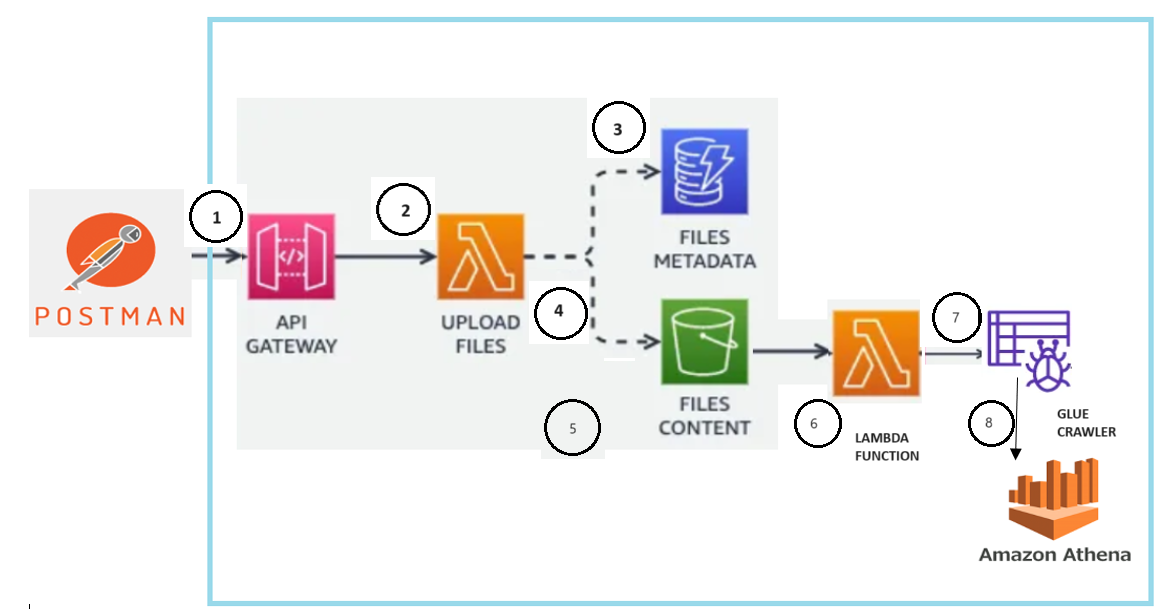 1
2
3
4
5
6
7
8
POSTMAN
API
GATEWAY
UPLOAD
FILES
FILES
METADATA
FILES
CONTENT
LAMBDA
FUNCTION
GLUE
CRAWLER
Amazon Athena